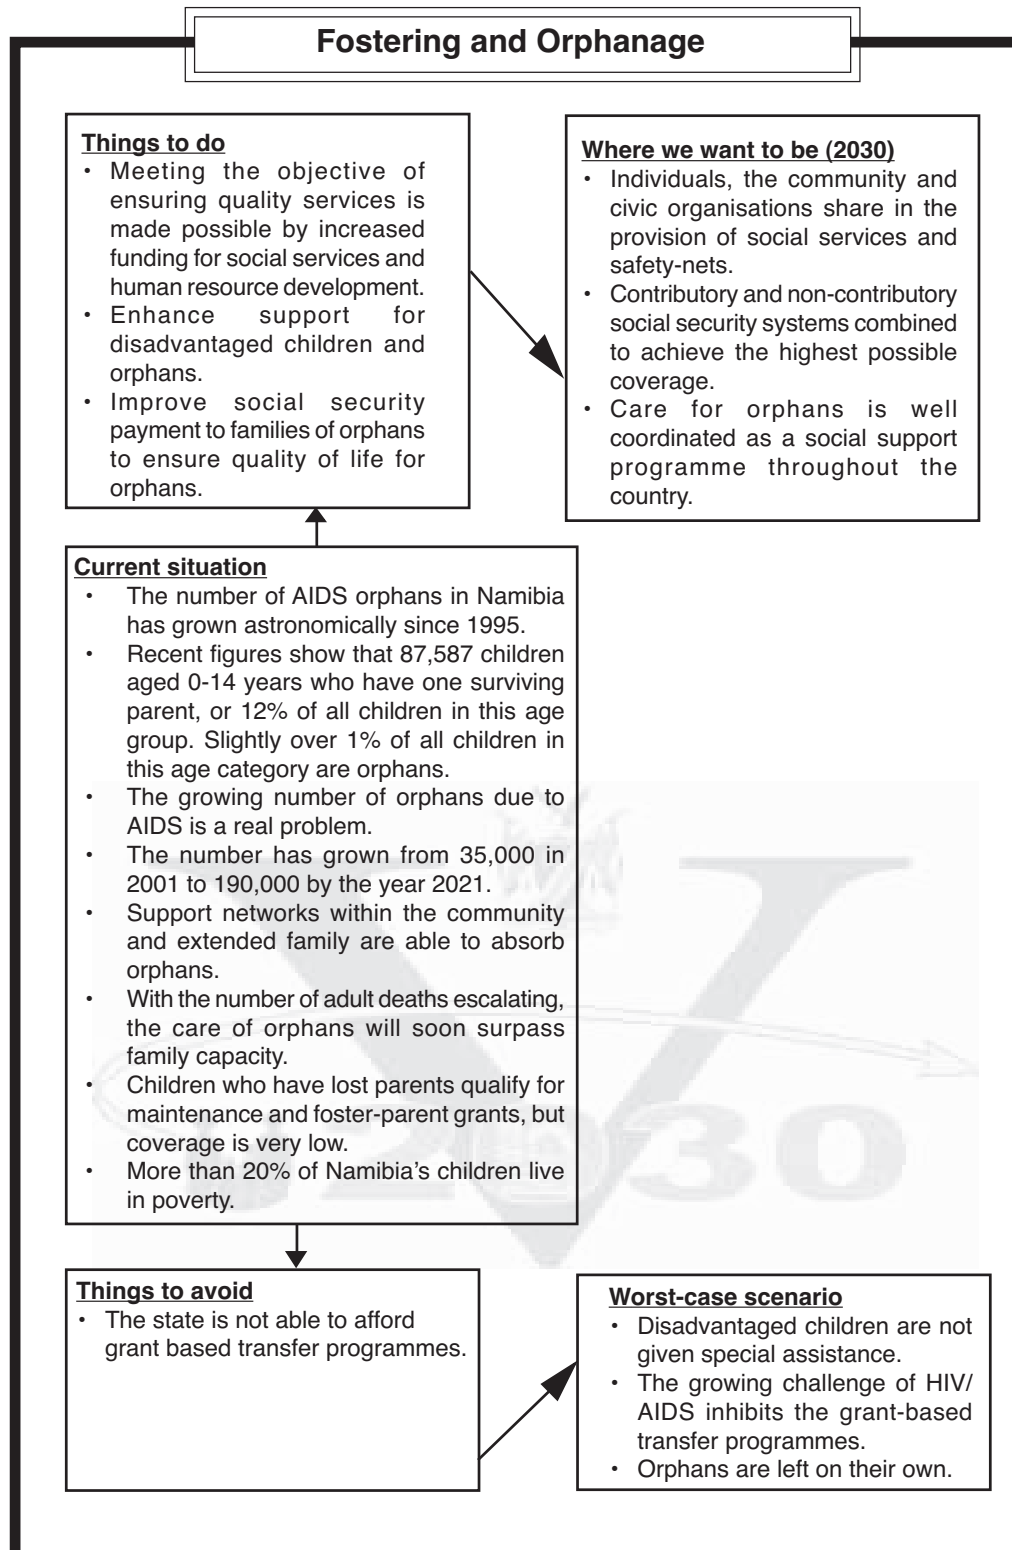 Fostering and Orphanage
Things to do
• Meeting the objective of
ensuring quality services is
made possible by increased
funding for social services and
human resource development.
• Enhance support for
disadvantaged children and
orphans.
• Improve social security
payment to families of orphans
to ensure quality of life for
orphans.
Where we want to be (2030)
• Individuals, the community and
civic organisations share in the
provision of social services and
safety-nets.
• Contributory and non-contributory
social security systems combined
to achieve the highest possible
coverage.
• Care for orphans is well
coordinated as a social support
programme throughout the
country.
Current situation
• The number of AIDS orphans in Namibia
has grown astronomically since 1995.
• Recent figures show that 87,587 children
aged 0-14 years who have one surviving
parent, or 12% of all children in this age
group. Slightly over 1% of all children in
this age category are orphans.
• The growing number of orphans due to
AIDS is a real problem.
• The number has grown from 35,000 in
2001 to 190,000 by the year 2021.
• Support networks within the community
and extended family are able to absorb
orphans.
• With the number of adult deaths escalating,
the care of orphans will soon surpass
family capacity.
• Children who have lost parents qualify for
maintenance and foster-parent grants, but
coverage is very low.
• More than 20% of Namibia's children live
in poverty.
V
2030
Things to avoid
• The state is not able to afford
grant based transfer programmes.
Worst-case scenario
• Disadvantaged children are not
given special assistance.
• The growing challenge of HIV/
AIDS inhibits the grant-based
transfer programmes.
• Orphans are left on their own.